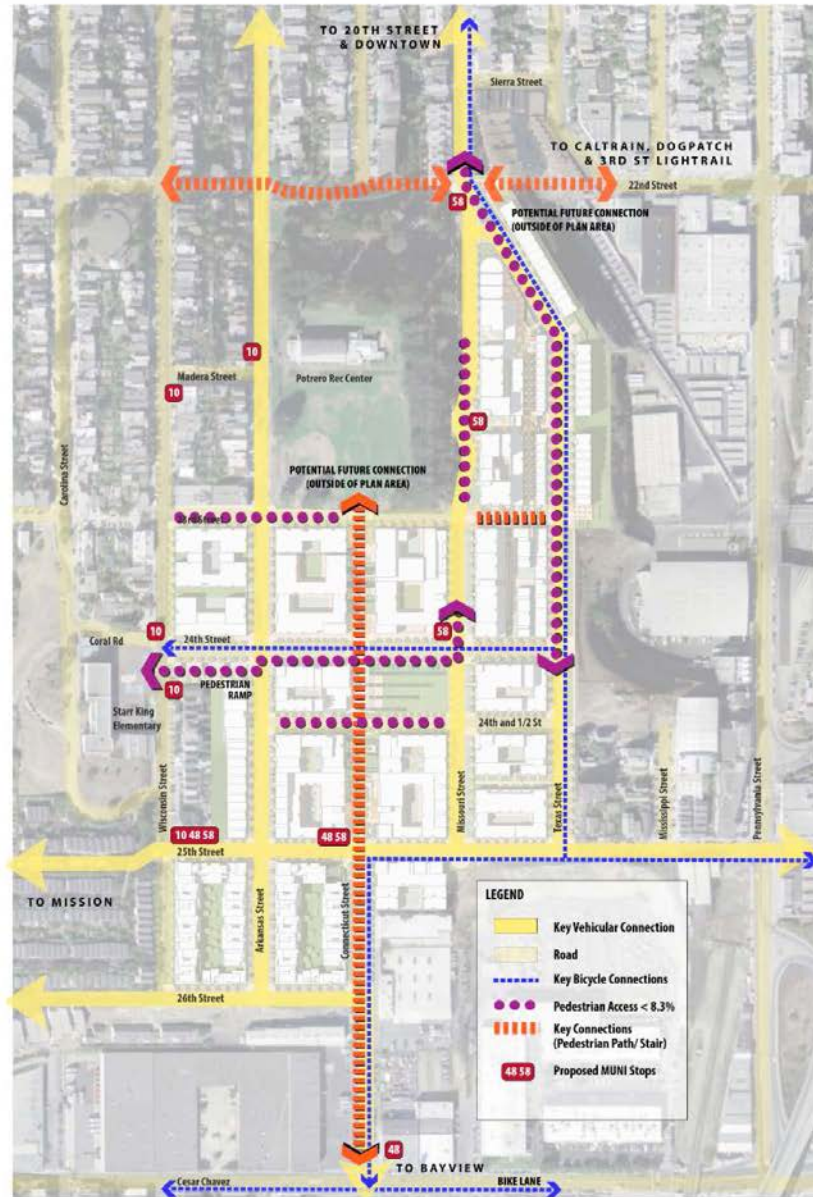 TO 20TH STREET
& DOWNTOWN
Sierra Street
TO CALTRAIN, DOGPATCH
& 3RD ST LIGHTRAIL
22nd Street
58
POTENTIAL FUTURE CONNECTION
(OUTSIDE OF PLAN AREA)
10
Madera Street
Potrero Rec Center
10
58
Carolina Street
POTENTIAL FUTURE CONNECTION
(OUTSIDE OF PLAN AREA)
Street
10
58
Coral Rd
24th Street
10
PEDESTRIAN
RAMP
Starr King
Elementary
24th and 1/2 St
Wisconsin Street
Missouri Street
Texas Street
Mississippi Street
Pennsylvania Street
10 48 58
48 58
25th Street
TO MISSION
Arkansas Street
Connecticut Street
26th Street
LEGEND
Key Vehicular Connection
Road
Key Bicycle Connections
Pedestrian Access < 8.3%
Key Connections
(Pedestrian Path/ Stair)
48 58
Proposed MUNI Stops
48
TO BAYVIEW
Cesar Chavez
BIKE LANE